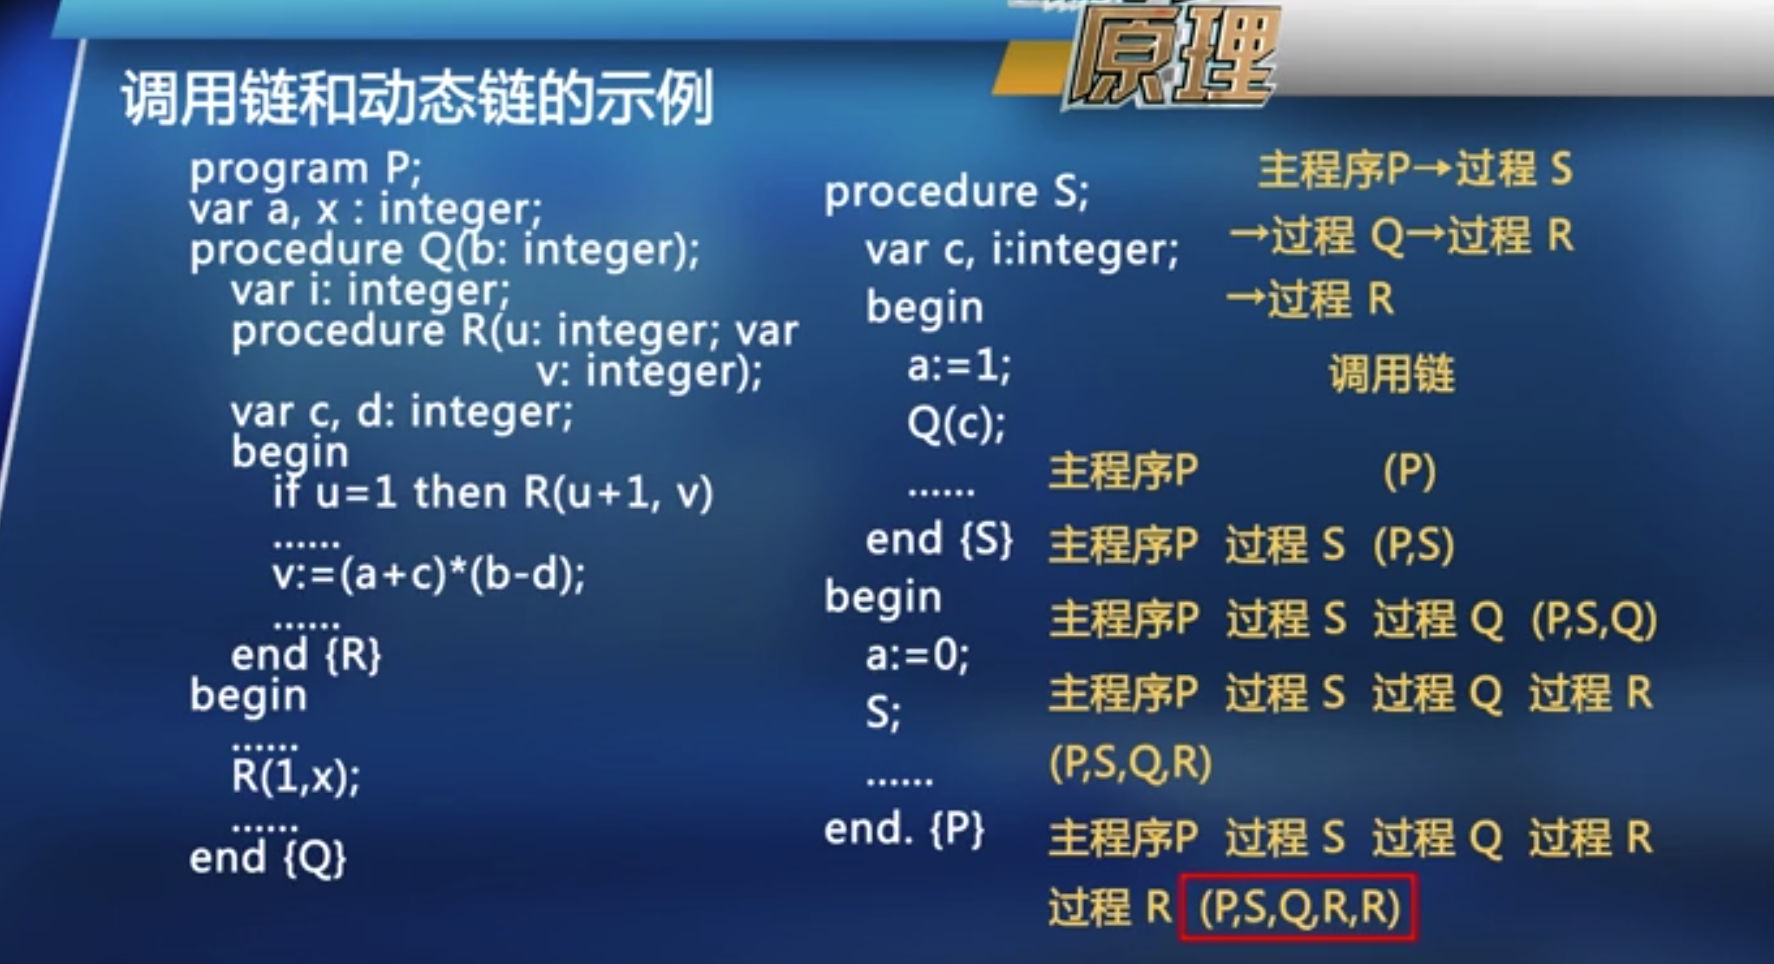 原理
调用链和动态链的示例
program P;
var a, x : integer;
procedure Q(b: integer);
var i: integer;
procedure R(u: integer; var
v: integer);
var c, d: integer;
begin
if u=1 then R(u+1, v)
......
v:=(a+c)*(b-d);
......
end {R}
begin
......
R(1,x);
......
end {Q}
procedure S;
var c, i:integer;
begin
a:=1;
Q(c);
......
end {S}
begin
a:=0;
S;
......
end. {P}
主程序P→过程 S
→过程 Q→过程 R
→过程 R
调用链
主程序P (P)
主程序P 过程 S (P,S)
主程序P 过程 S 过程 Q (P,S,Q)
主程序P 过程 S 过程 Q 过程 R
(P,S,Q,R)
主程序P 过程 S 过程 Q 过程 R
过程 R (P,S,Q,R,R)